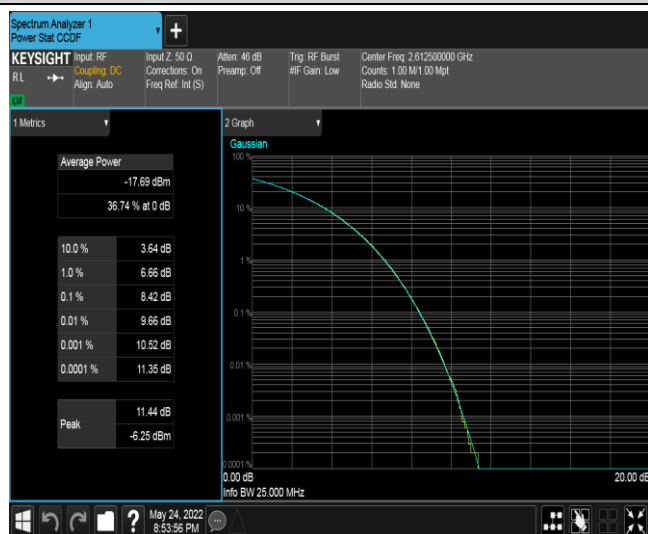 Spectrum Analyzer 1
Power Stat CCDF
+
KEYSIGHT
RL
LXI
Input: RF
Coupling: DC
Align: Auto
Input Z: 50 Ω
Corrections: On
Freq Ref: Int (S)
Atten: 46 dB
Preamp: Off
Trig: RF Burst
#IF Gain: Low
Center Freq: 2.612500000 GHz
Counts: 1.00 M/1.00 Mpt
Radio Std: None
1 Metrics
Average Power
-17.69 dBm
36.74 % at 0 dB
10.0 % 3.64 dB
1.0 % 6.66 dB
0.1 % 8.42 dB
0.01 % 9.66 dB
0.001 % 10.52 dB
0.0001 % 11.35 dB
Peak
11.44 dB
-6.25 dBm
2 Graph
Gaussian
100 %
10 %
1 %
0.1 %
0.01 %
0.001 %
0.0001 %
0.00 dB 20.00 dB
Info BW 25.000 MHz
?
May 24, 2022
8:53:56 PM